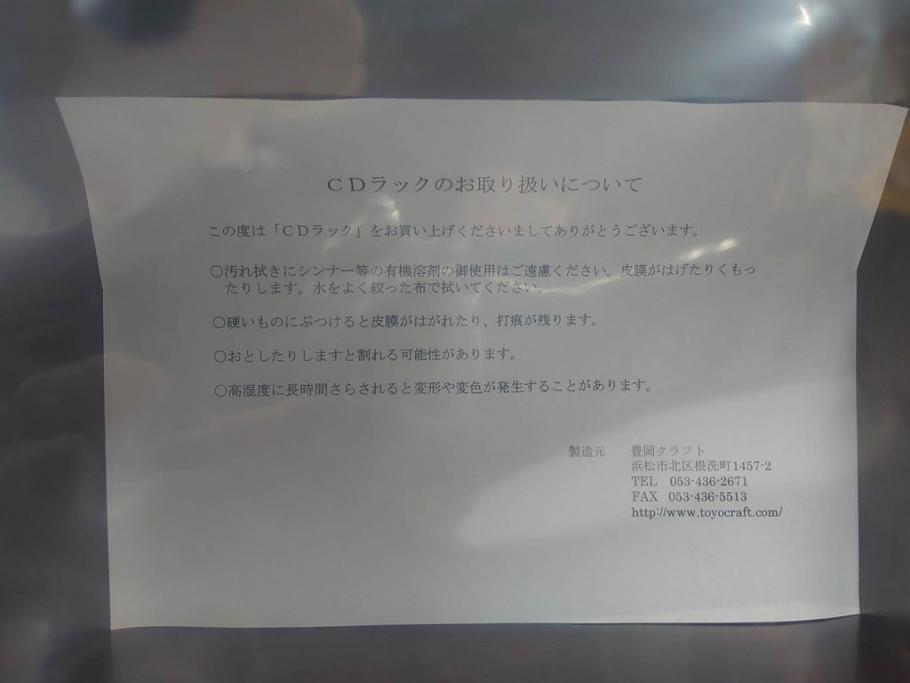 CDラックのお取り扱いについて
この度は「CDラック」をお買い上げくださいましてありがとうございます。
○汚れ拭きにシンナー等の有機溶剤の御使用はご遠慮ください。皮膜がはげたりくもっ
たりします。水をよく絞った布で拭いてください。
○硬いものにぶつけると皮膜がはがれたり、打痕が残ります。
○おとしたりしますと割れる可能性があります。
○高湿度に長時間さらされると変形や変色が発生することがあります。
製造元 豊岡クラフト
浜松市北区根洗町1457-2
TEL 053-436-2671
FAX 053-436-5513
http://www.toyocraft.com/